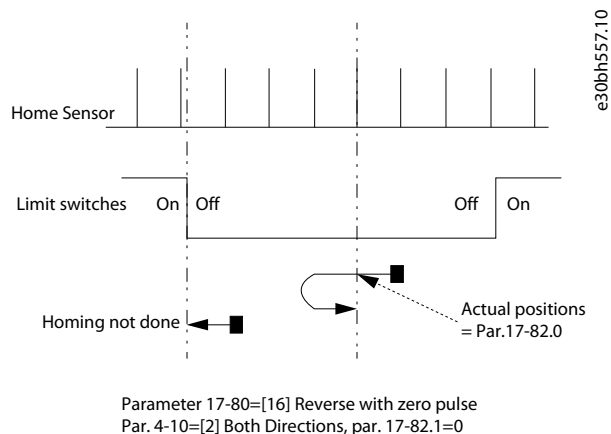 e30bh557.10
Home Sensor
Limit switches On Off Off On
Homing not done
Actual positions
= Par.17-82.0
Parameter 17-80=[16] Reverse with zero pulse
Par. 4-10=[2] Both Directions, par. 17-82.1=0